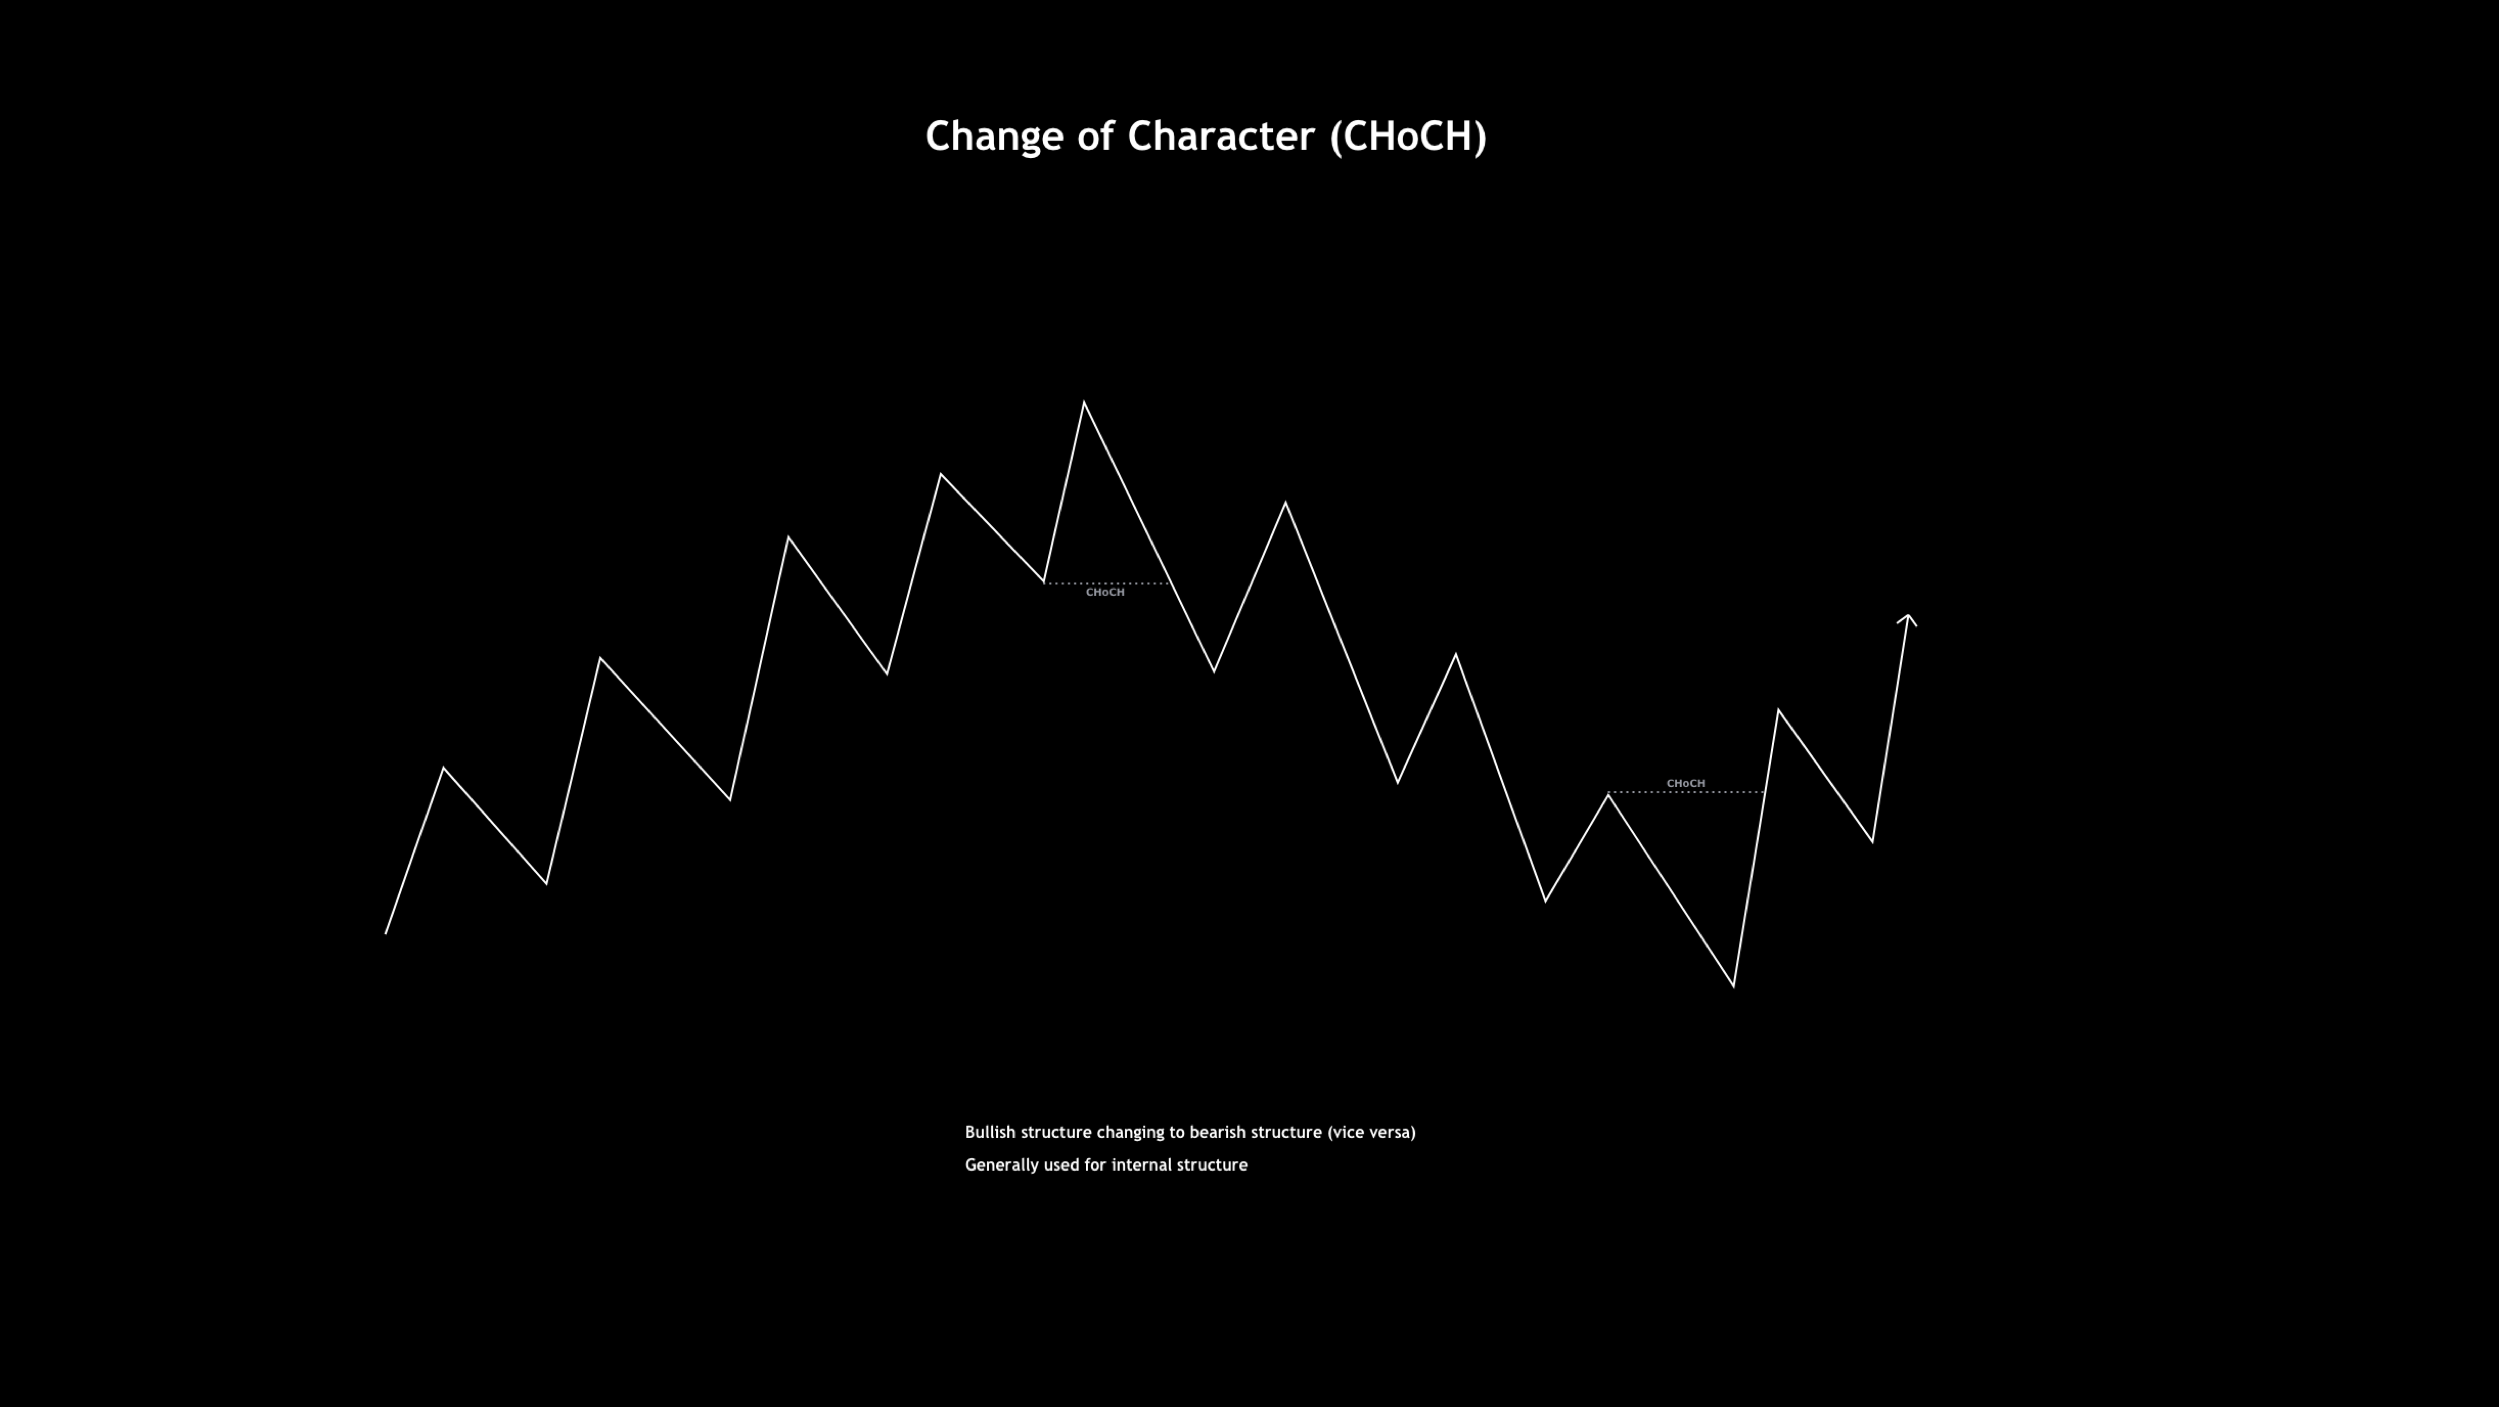 Change of Character (CHoCH)
CHoCH
CHoCH
Bullish structure changing to bearish structure (vice versa)
Generally used for internal structure